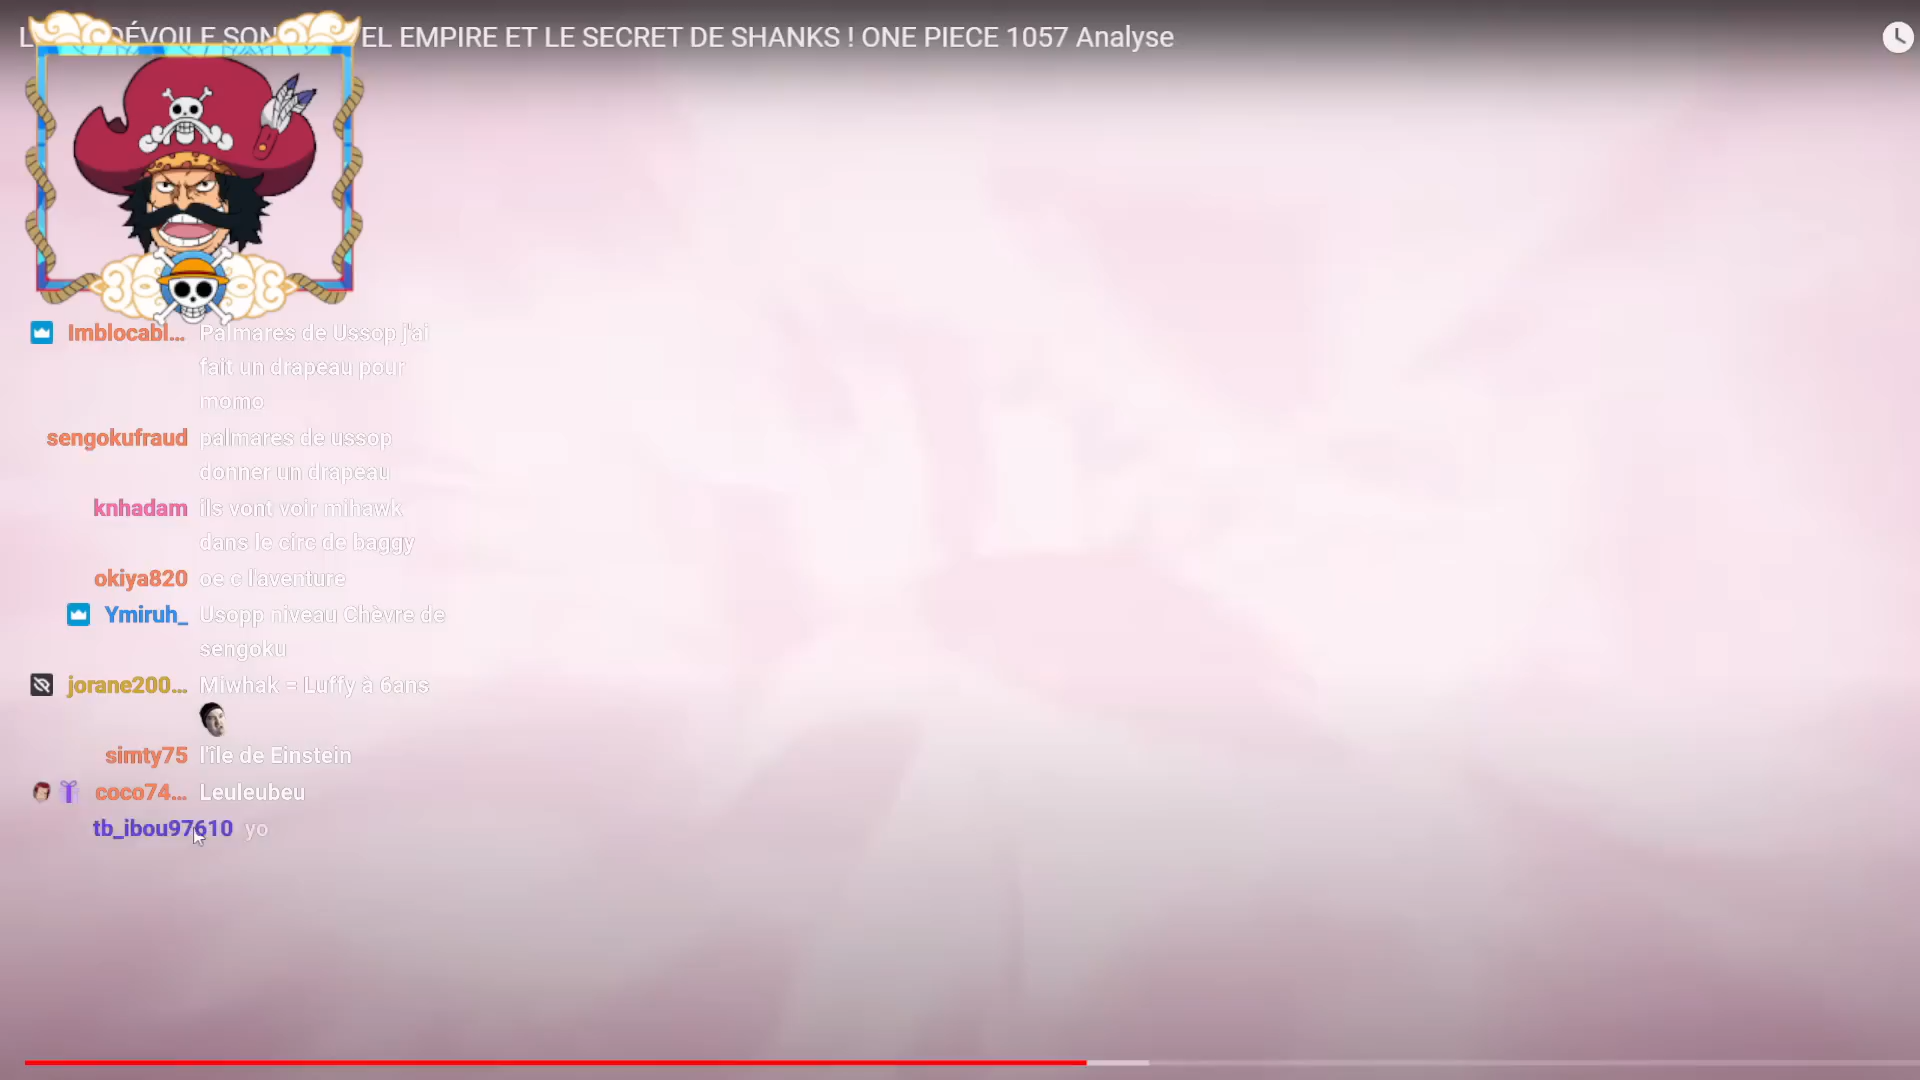 L DÉVOILE SON EL EMPIRE ET LE SECRET DE SHANKS ! ONE PIECE 1057 Analyse
Imblocabl... Palmares de Ussop j'ai
fait un drapeau pour
momo
sengokufraud palmares de ussop
donner un drapeau
knhadam ils vont voir mihawk
dans le circ de baggy
okiya820 oe c l'aventure
Ymiruh_ Usopp niveau Chèvre de
sengoku
jorane200... Miwhak = Luffy à 6ans
simty75 l'île de Einstein
coco74... Leuleubeu
tb_ibou97610 yo